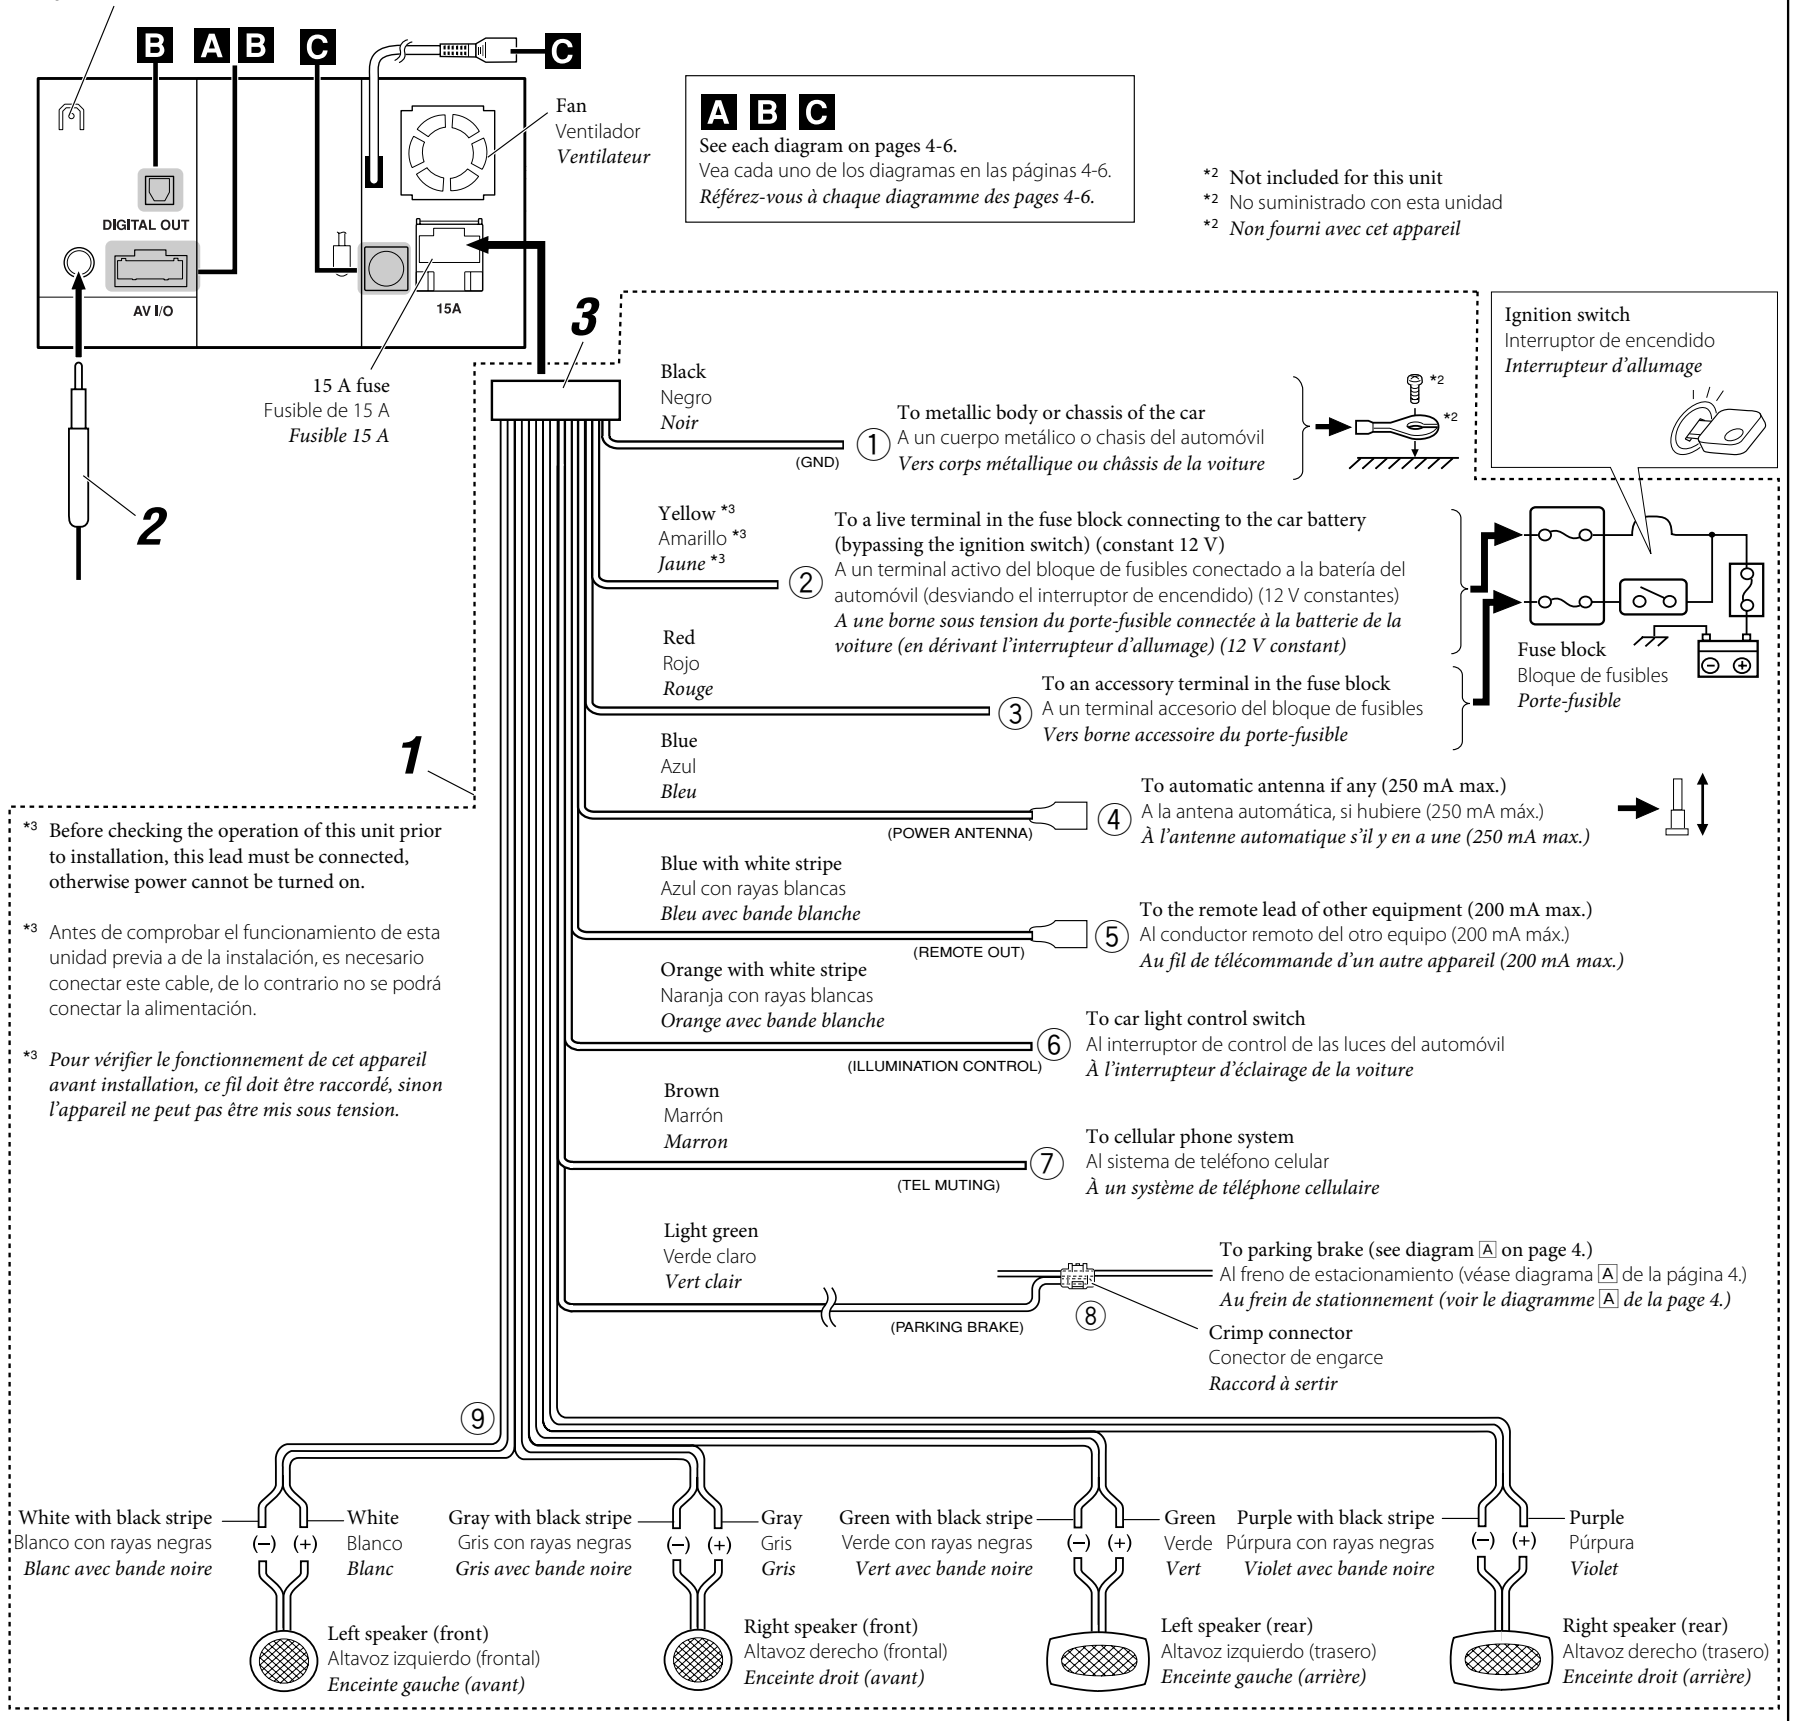 B
A B
C
C
Fan
Ventilador
Ventilateur
DIGITAL OUT
AV I/O
15A
15 A fuse
Fusible de 15 A
Fusible 15 A
2
3
1
A B C
See each diagram on pages 4-6.
Vea cada uno de los diagramas en las páginas 4-6.
Référez-vous à chaque diagramme des pages 4-6.
*2 Not included for this unit
*2 No suministrado con esta unidad
*2 Non fourni avec cet appareil
Ignition switch
Interruptor de encendido
Interrupteur d'allumage
Black
Negro
Noir
(GND)
①
To metallic body or chassis of the car
A un cuerpo metálico o chasis del automóvil
Vers corps métallique ou châssis de la voiture
*2
*2
Yellow *3
Amarillo *3
Jaune *3
②
To a live terminal in the fuse block connecting to the car battery
(bypassing the ignition switch) (constant 12 V)
A un terminal activo del bloque de fusibles conectado a la batería del
automóvil (desviando el interruptor de encendido) (12 V constantes)
A une borne sous tension du porte-fusible connectée à la batterie de la
voiture (en dérivant l'interrupteur d'allumage) (12 V constant)
Fuse block
Bloque de fusibles
Porte-fusible
Red
Rojo
Rouge
③
To an accessory terminal in the fuse block
A un terminal accesorio del bloque de fusibles
Vers borne accessoire du porte-fusible
Blue
Azul
Bleu
(POWER ANTENNA)
④
To automatic antenna if any (250 mA max.)
A la antena automática, si hubiere (250 mA máx.)
À l'antenne automatique s'il y en a une (250 mA max.)
Blue with white stripe
Azul con rayas blancas
Bleu avec bande blanche
(REMOTE OUT)
⑤
To the remote lead of other equipment (200 mA max.)
Al conductor remoto del otro equipo (200 mA máx.)
Au fil de télécommande d'un autre appareil (200 mA max.)
Orange with white stripe
Naranja con rayas blancas
Orange avec bande blanche
(ILLUMINATION CONTROL)
⑥
To car light control switch
Al interruptor de control de las luces del automóvil
À l'interrupteur d'éclairage de la voiture
Brown
Marrón
Marron
(TEL MUTING)
⑦
To cellular phone system
Al sistema de teléfono celular
À un système de téléphone cellulaire
Light green
Verde claro
Vert clair
(PARKING BRAKE)
⑧
To parking brake (see diagram A on page 4.)
Al freno de estacionamiento (véase diagrama A de la página 4.)
Au frein de stationnement (voir le diagramme A de la page 4.)
Crimp connector
Conector de engarce
Raccord à sertir
*3 Before checking the operation of this unit prior
to installation, this lead must be connected,
otherwise power cannot be turned on.
*3 Antes de comprobar el funcionamiento de esta
unidad previa a de la instalación, es necesario
conectar este cable, de lo contrario no se podrá
conectar la alimentación.
*3 Pour vérifier le fonctionnement de cet appareil
avant installation, ce fil doit être raccordé, sinon
l'appareil ne peut pas être mis sous tension.
⑨
White with black stripe
Blanco con rayas negras
Blanc avec bande noire
(−) (+)
White
Blanco
Blanc
Left speaker (front)
Altavoz izquierdo (frontal)
Enceinte gauche (avant)
Gray with black stripe
Gris con rayas negras
Gris avec bande noire
(−) (+)
Gray
Gris
Gris
Right speaker (front)
Altavoz derecho (frontal)
Enceinte droit (avant)
Green with black stripe
Verde con rayas negras
Vert avec bande noire
(−) (+)
Green
Verde
Vert
Left speaker (rear)
Altavoz izquierdo (trasero)
Enceinte gauche (arrière)
Purple with black stripe
Púrpura con rayas negras
Violet avec bande noire
(−) (+)
Purple
Púrpura
Violet
Right speaker (rear)
Altavoz derecho (trasero)
Enceinte droit (arrière)